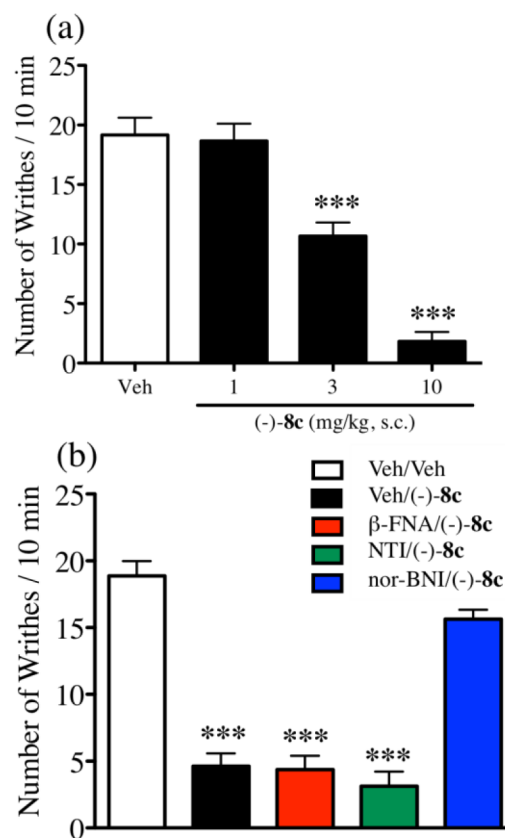 (a)
Number of Writhes / 10 min
25
20
15
10
5
0
***
***
Veh
1
3
10
(-)-8c (mg/kg, s.c.)
(b)
Number of Writhes / 10 min
25
20
15
10
5
0
Veh/Veh
Veh/(-)-8c
β-FNA/(-)-8c
NTI/(-)-8c
nor-BNI/(-)-8c
***
***
***